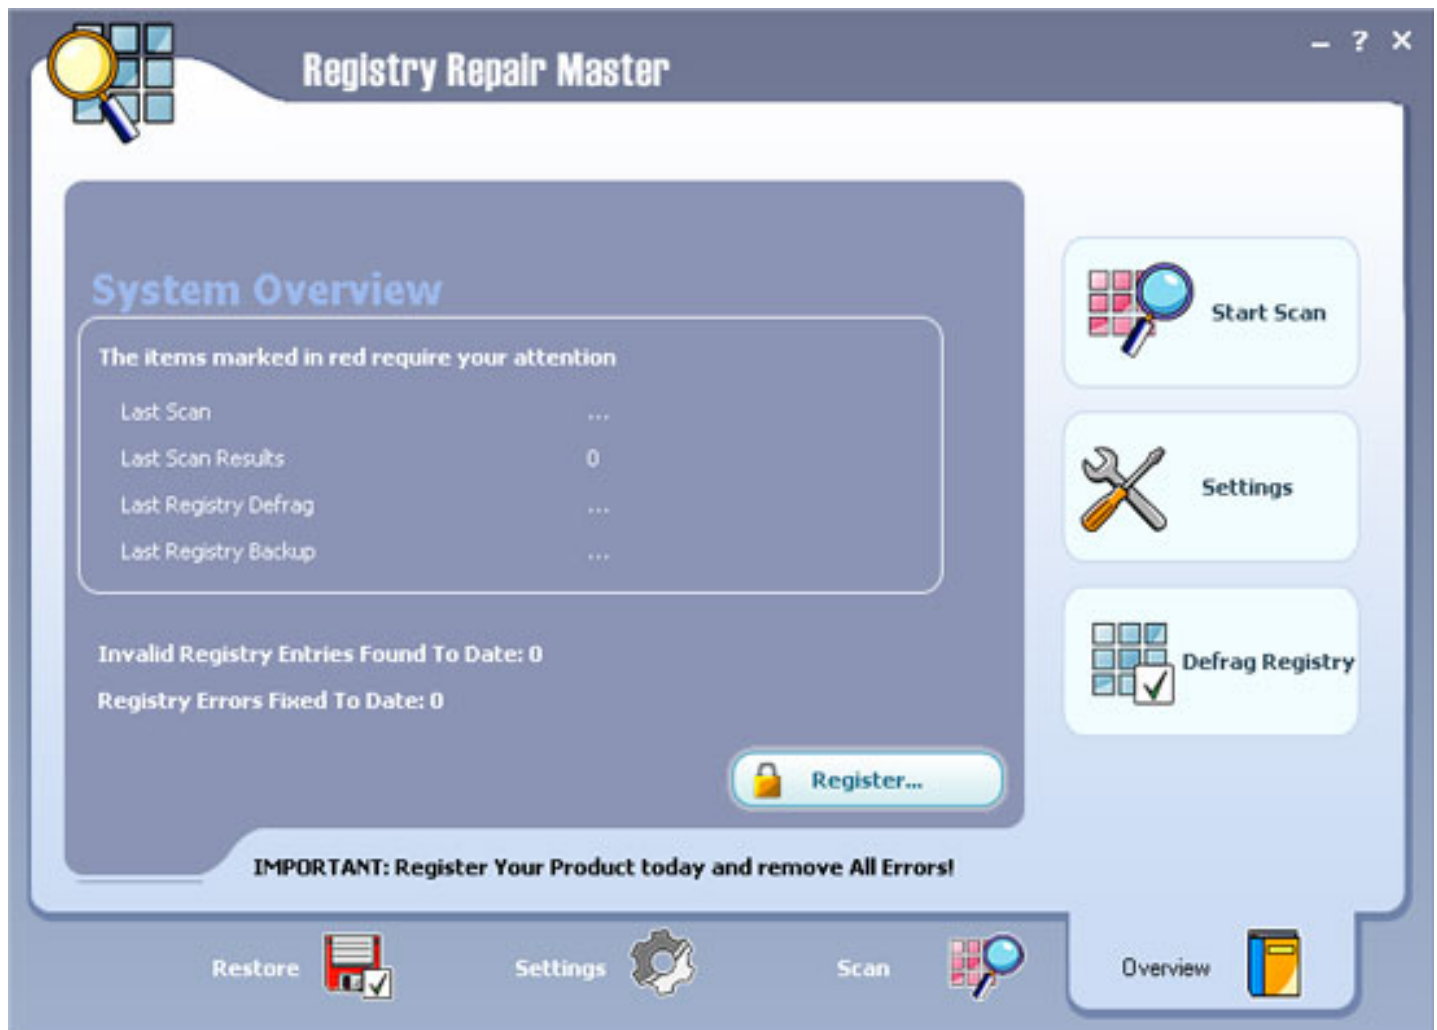 Registry Repair Master
– ? X
System Overview
The items marked in red require your attention
Last Scan ...
Last Scan Results 0
Last Registry Defrag ...
Last Registry Backup ...
Invalid Registry Entries Found To Date: 0
Registry Errors Fixed To Date: 0
Register...
IMPORTANT: Register Your Product today and remove All Errors!
Start Scan
Settings
Defrag Registry
Restore Settings Scan Overview